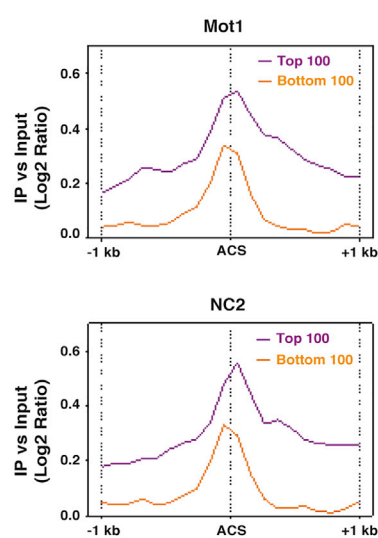 Mot1
IP vs Input
(Log2 Ratio)
0.6
0.4
0.2
0.0
Top 100
Bottom 100
-1 kb
ACS
+1 kb
NC2
IP vs Input
(Log2 Ratio)
0.6
0.4
0.2
0.0
Top 100
Bottom 100
-1 kb
ACS
+1 kb